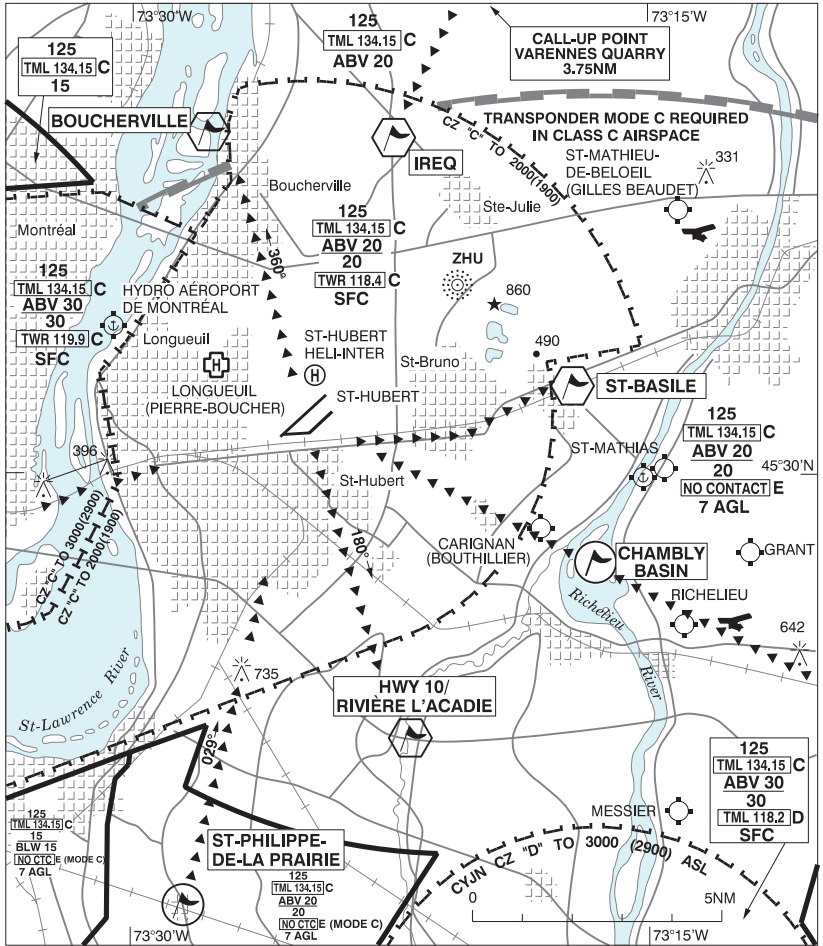 73°30'W
73°15'W
125
TML 134.15 C
15
125
TML 134.15 C
ABV 20
CALL-UP POINT
VARENNES QUARRY
3.75NM
BOUCHERVILLE
IREQ
TRANSPONDER MODE C REQUIRED
IN CLASS C AIRSPACE
CZ "C" TO 2000(1900)
ST-MATHIEU-
DE-BELOEIL
(GILLES BEAUDET)
331
Boucherville
Ste-Julie
Montréal
125
TML 134.15 C
ABV 20
20
TWR 118.4 C
SFC
360°
ZHU
860
125
TML 134.15 C
ABV 30
30
TWR 119.9 C
SFC
HYDRO AÉROPORT
DE MONTRÉAL
Longueuil
H
LONGUEUIL
(PIERRE-BOUCHER)
ST-HUBERT
HELI-INTER
H
ST-HUBERT
St-Bruno
490
ST-BASILE
125
TML 134.15 C
ABV 20
20
NO CONTACT E
7 AGL
ST-MATHIAS
45°30'N
396
St-Hubert
180°
CZ "C" TO 3000(2900)
CZ "C" TO 2000(1900)
CARIGNAN
(BOUTHILLIER)
CHAMBLY
BASIN
GRANT
Richelieu
River
RICHELIEU
642
735
St-Lawrence River
HWY 10/
RIVIÈRE L'ACADIE
029°
125
TML 134.15 C
ABV 30
30
TML 118.2 D
SFC
MESSIER
125
TML 134.15 C
15
BLW 15
NO CTC E (MODE C)
7 AGL
ST-PHILIPPE-
DE-LA PRAIRIE
125
TML 134.15 C
ABV 20
20
NO CTC E (MODE C)
7 AGL
CYJN CZ "D" TO 3000 (2900) ASL
0
5NM
73°30'W
73°15'W